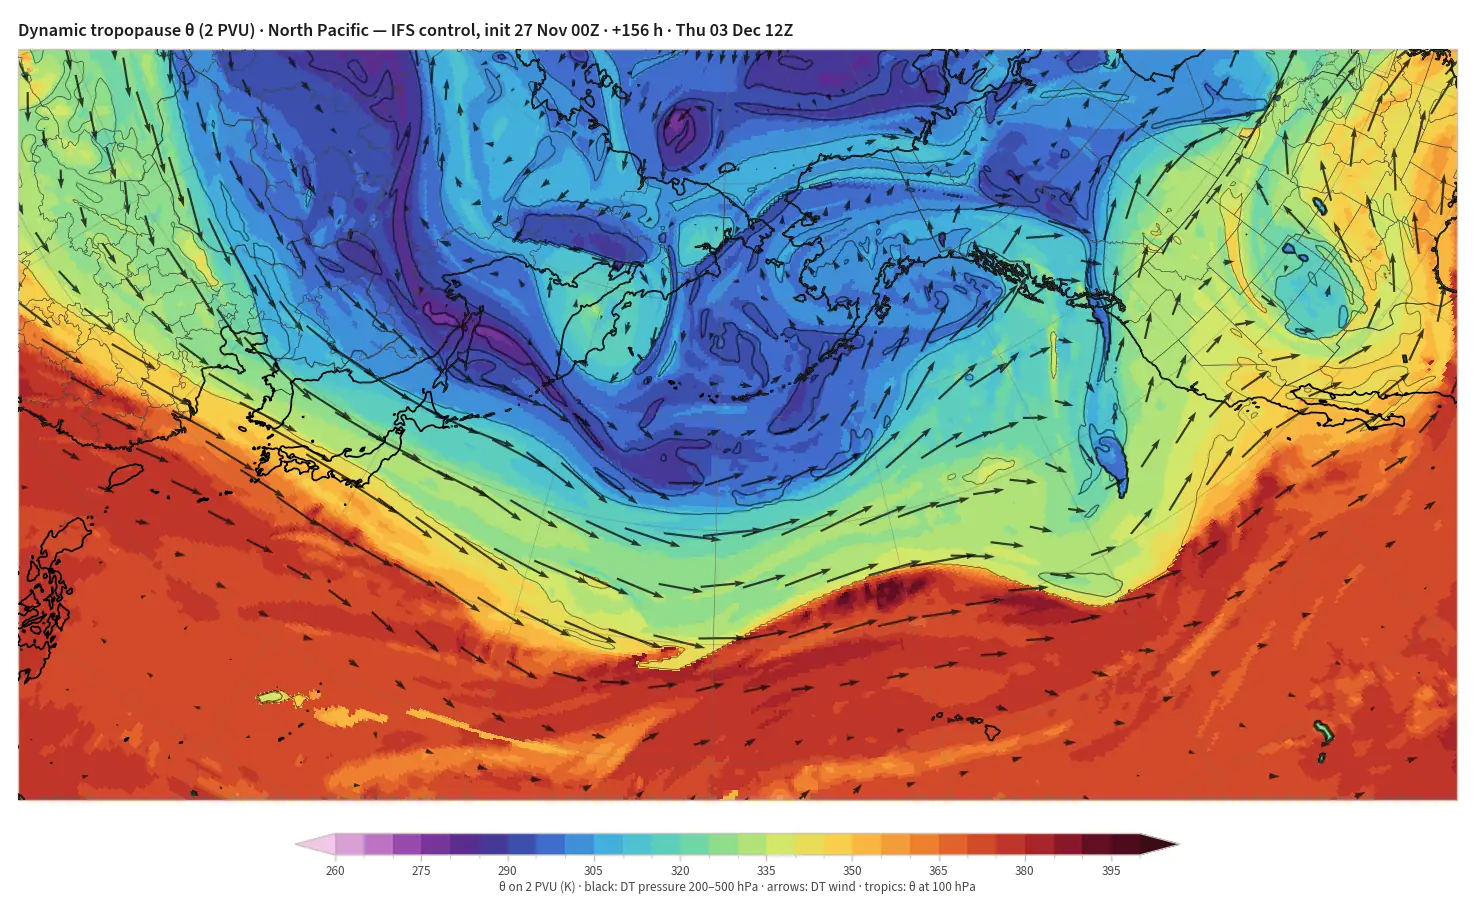 Dynamic tropopause θ (2 PVU) · North Pacific — IFS control, init 27 Nov 00Z · +156 h · Thu 03 Dec 12Z
260 275 290 305 320 335 350 365 380 395
θ on 2 PVU (K) · black: DT pressure 200–500 hPa · arrows: DT wind · tropics: θ at 100 hPa